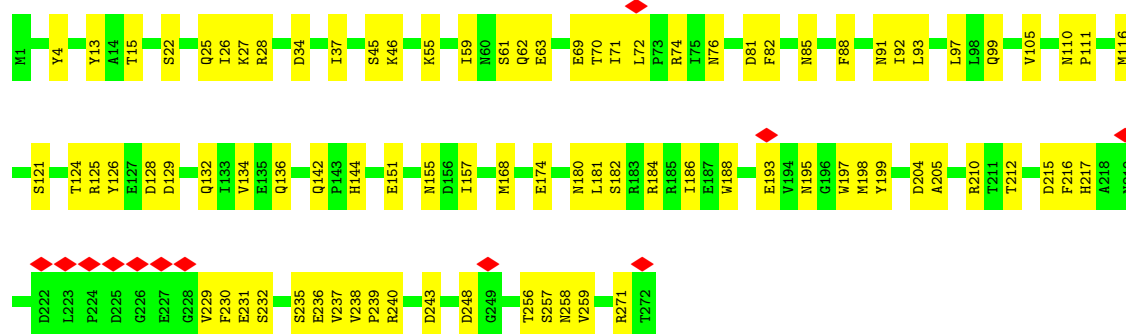 M1 Y4 Y13 A14 T15 S22 Q25 I26 K27 R28 D34 I37 S45 K46 K55 I59 N60 S61 Q62 E63 E69 T70 I71 L72 P73 R74 I75 N76 D81 F82 N85 F88 N91 I92 L93 L97 L98 Q99 V105 N110 P111 M116
S121 T124 R125 Y126 E127 D128 D129 Q132 I133 V134 E135 Q136 Q142 P143 H144 E151 N155 D156 I157 M168 E174 N180 L181 S182 R183 R184 R185 I186 E187 W188 E193 V194 N195 G196 W197 M198 Y199 D204 A205 R210 T211 T212 D215 F216 H217 A218
D222 L223 P224 D225 G226 E227 G228 V229 F230 E231 S232 S235 E236 V237 V238 P239 R240 D243 D248 G249 T256 S257 N258 V259 R271 T272